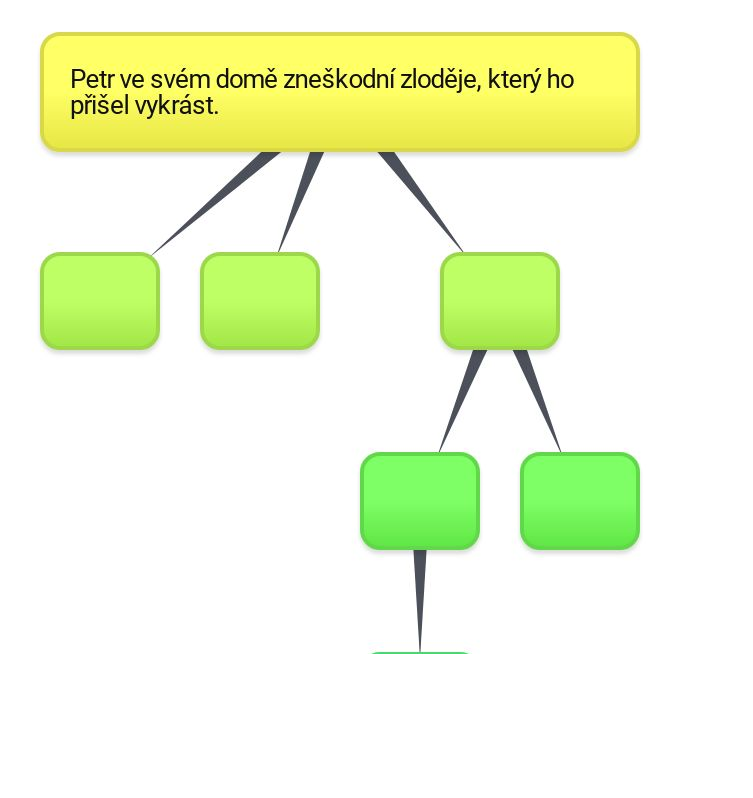 Petr ve svém domě zneškodní zloděje, který ho
přišel vykrást.